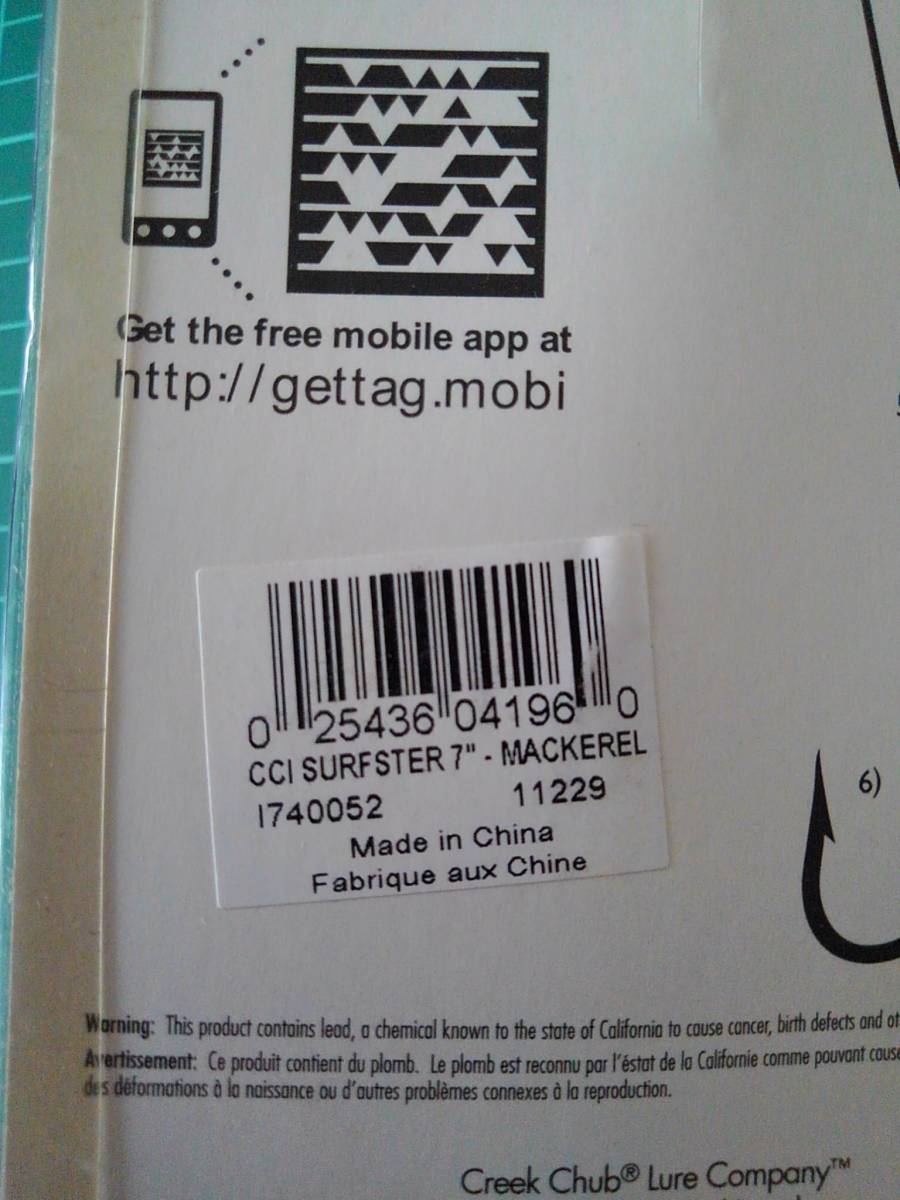 Get the free mobile app at
http://gettag.mobi
0 25436 04196 0
CCI SURFSTER 7" - MACKEREL
I740052 11229
Made in China
Fabrique aux Chine
6)
Warning: This product contains lead, a chemical known to the state of California to cause cancer, birth defects and ot
Avertissement: Ce produit contient du plomb. Le plomb est reconnu par l'éstat de la Californie comme pouvant cause
des déformations à la naissance ou d'autres problèmes connexes à la reproduction.
Creek Chub® Lure Company™